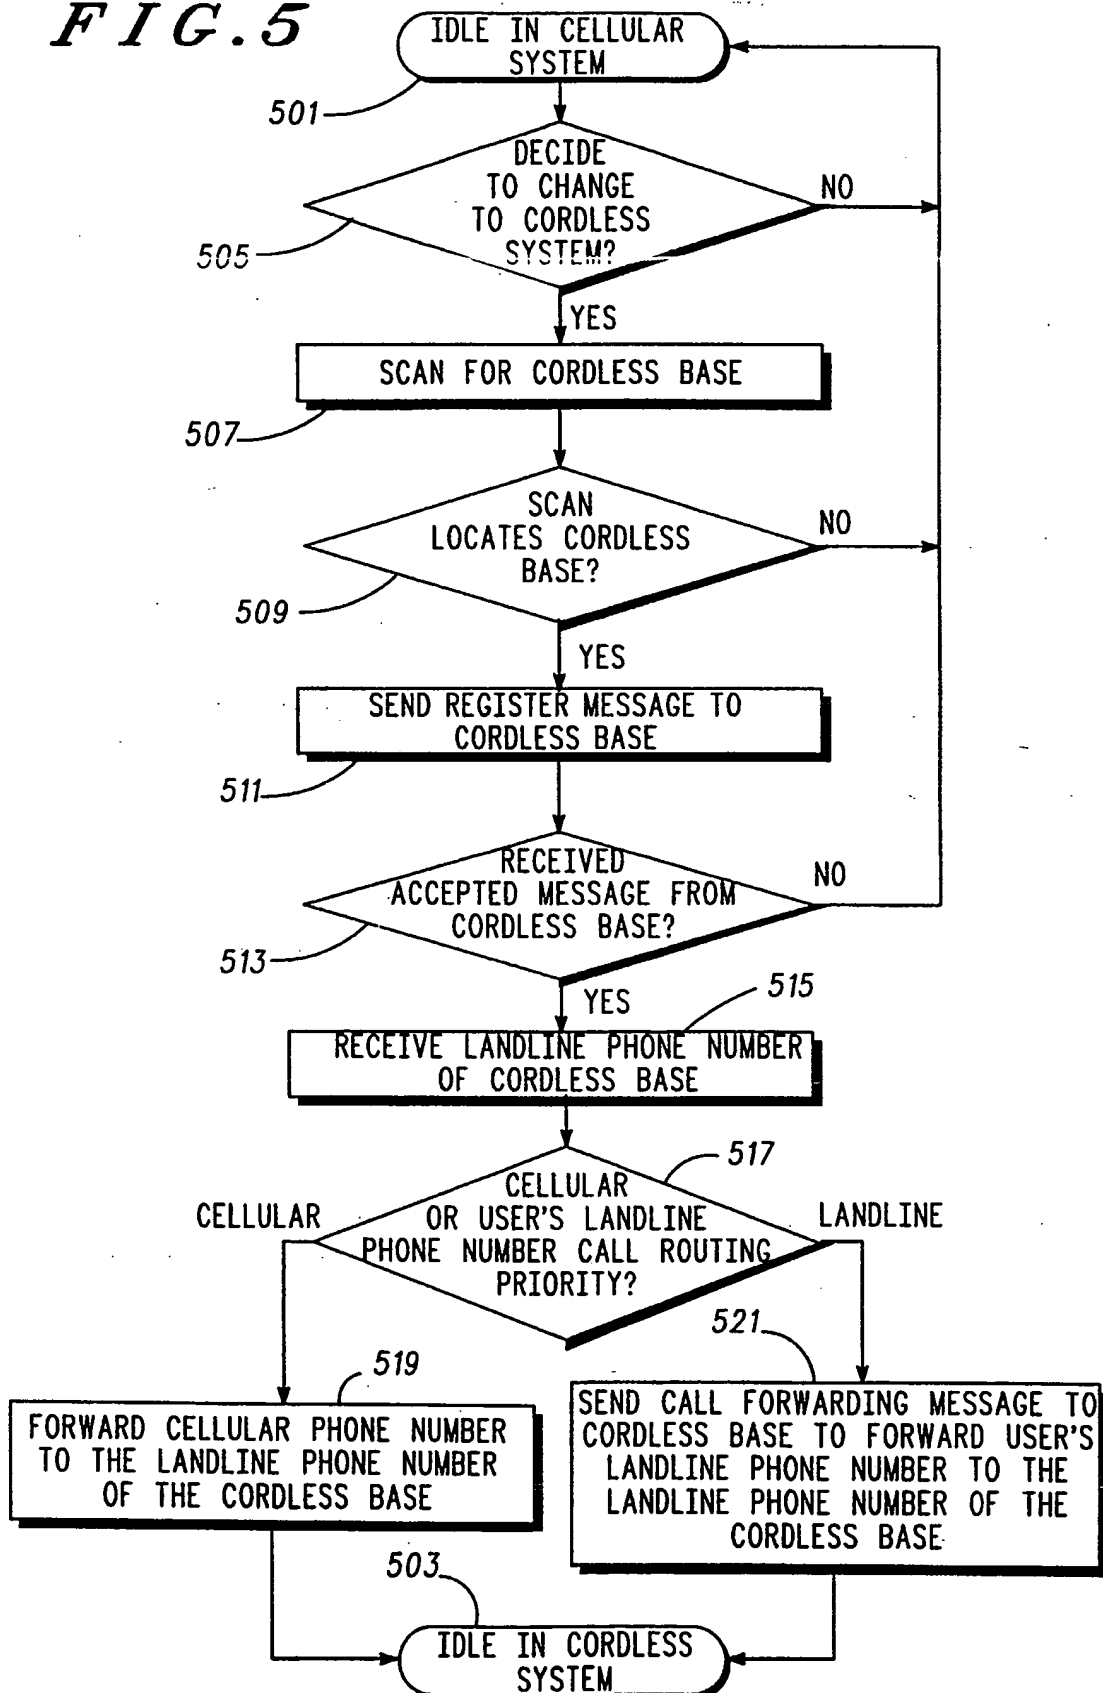 FIG.5
IDLE IN CELLULAR
SYSTEM
501
DECIDE
TO CHANGE
TO CORDLESS
SYSTEM?
NO
505
YES
SCAN FOR CORDLESS BASE
507
SCAN
LOCATES CORDLESS
BASE?
NO
509
YES
SEND REGISTER MESSAGE TO
CORDLESS BASE
511
RECEIVED
ACCEPTED MESSAGE FROM
CORDLESS BASE?
NO
513
YES
515
RECEIVE LANDLINE PHONE NUMBER
OF CORDLESS BASE
517
CELLULAR
OR USER'S LANDLINE
PHONE NUMBER CALL ROUTING
PRIORITY?
CELLULAR
LANDLINE
519
FORWARD CELLULAR PHONE NUMBER
TO THE LANDLINE PHONE NUMBER
OF THE CORDLESS BASE
521
SEND CALL FORWARDING MESSAGE TO
CORDLESS BASE TO FORWARD USER'S
LANDLINE PHONE NUMBER TO THE
LANDLINE PHONE NUMBER OF THE
CORDLESS BASE
503
IDLE IN CORDLESS
SYSTEM